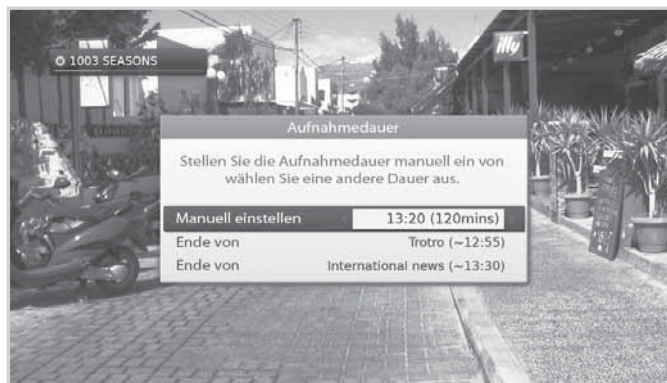 1003 SEASONS
illy
Aufnahmedauer
Stellen Sie die Aufnahmedauer manuell ein von
wählen Sie eine andere Dauer aus.
Manuell einstellen 13:20 (120mins)
Ende von Trotro (~12:55)
Ende von International news (~13:30)